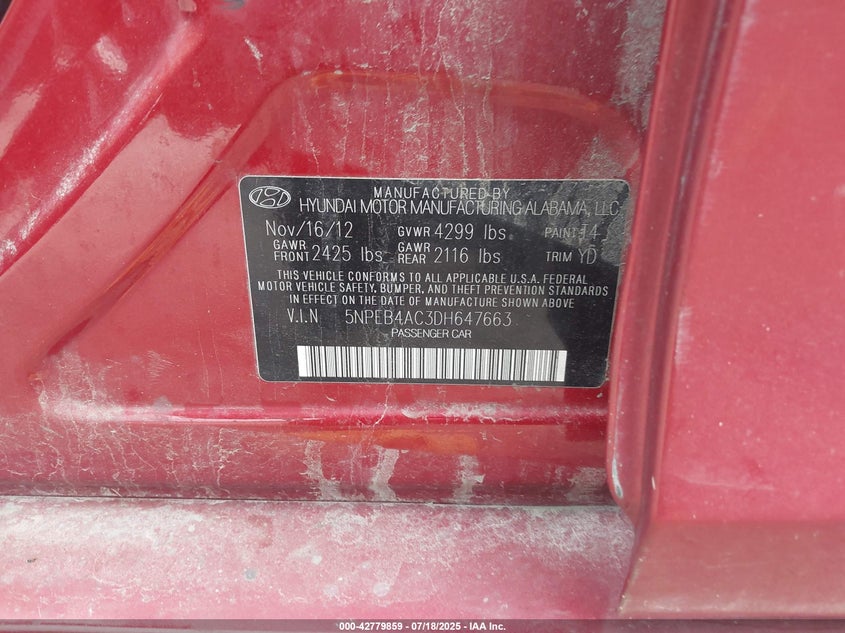 MANUFACTURED BY
HYUNDAI MOTOR MANUFACTURING ALABAMA, LLC
Nov/16/12 GVWR 4299 lbs PAINT
GAWR FRONT 2425 lbs GAWR REAR 2116 lbs TRIM YD
THIS VEHICLE CONFORMS TO ALL APPLICABLE U.S.A. FEDERAL
MOTOR VEHICLE SAFETY, BUMPER, AND THEFT PREVENTION STANDARDS
IN EFFECT ON THE DATE OF MANUFACTURE SHOWN ABOVE
V.I.N 5NPEB4AC3DH647663
PASSENGER CAR
000-42779859 - 07/18/2025 - IAA Inc.